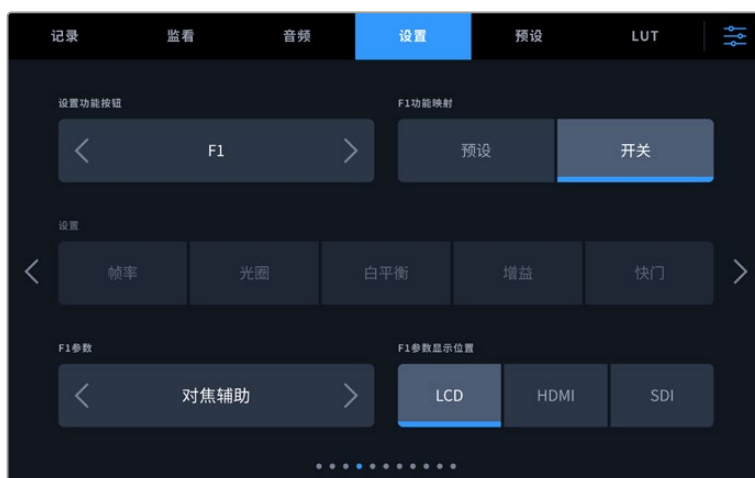 记录 监看 音频 设置 预设 LUT
设置功能按钮 F1功能映射
F1 预设 开关
设置
帧率 光圈 白平衡 增益 快门
F1参数 F1参数显示位置
对焦辅助 LCD HDMI SDI